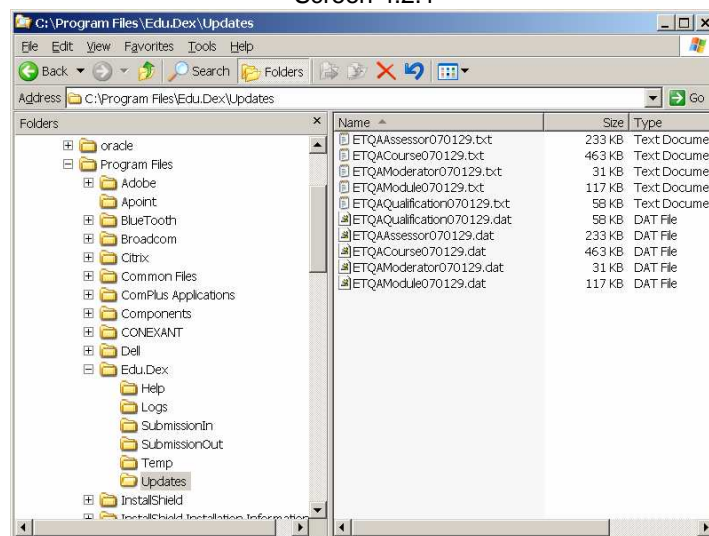 C:\Program Files\Edu.Dex\Updates
File Edit View Favorites Tools Help
Back Search Folders
Address C:\Program Files\Edu.Dex\Updates Go
Folders ×
oracle
Program Files
Adobe
Apoint
BlueTooth
Broadcom
Citrix
Common Files
ComPlus Applications
Components
CONEXANT
Dell
Edu.Dex
Help
Logs
SubmissionIn
SubmissionOut
Temp
Updates
InstallShield
InstallShield Installation Information
Name Size Type
ETQAAssessor070129.txt 233 KB Text Docume
ETQACourse070129.txt 463 KB Text Docume
ETQAModerator070129.txt 31 KB Text Docume
ETQAModule070129.txt 117 KB Text Docume
ETQAQualification070129.txt 58 KB Text Docume
ETQAQualification070129.dat 58 KB DAT File
ETQAAssessor070129.dat 233 KB DAT File
ETQACourse070129.dat 463 KB DAT File
ETQAModerator070129.dat 31 KB DAT File
ETQAModule070129.dat 117 KB DAT File